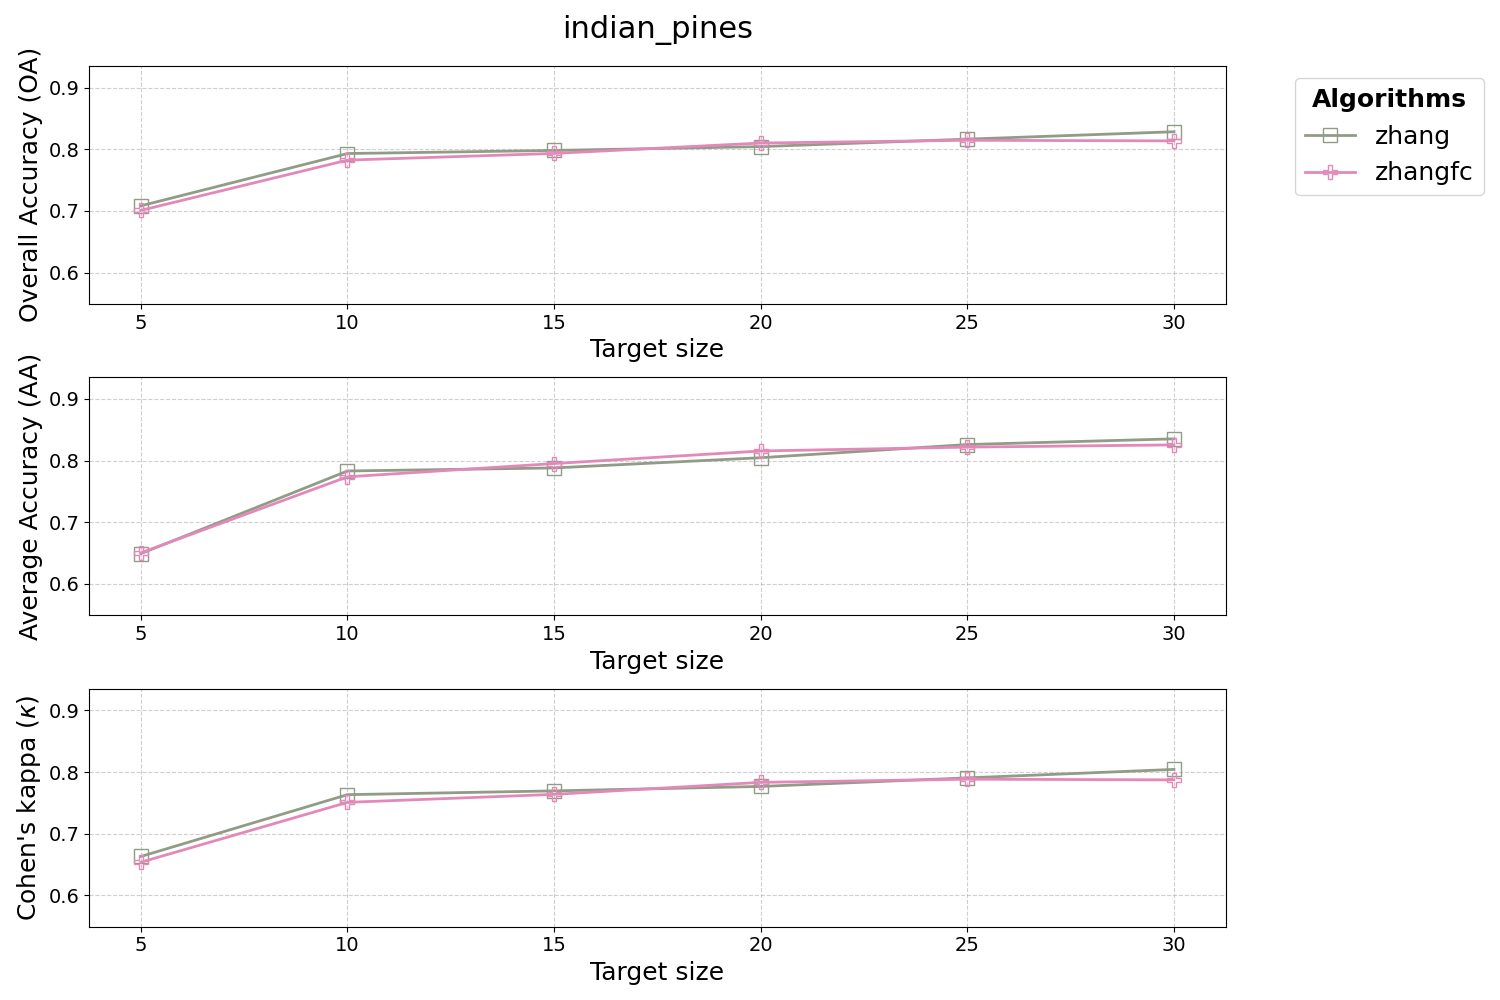 indian_pines
Overall Accuracy (OA)
0.9
0.8
0.7
0.6
5 10 15 20 25 30
Target size
Average Accuracy (AA)
0.9
0.8
0.7
0.6
5 10 15 20 25 30
Target size
Cohen's kappa (κ)
0.9
0.8
0.7
0.6
5 10 15 20 25 30
Target size
Algorithms
zhang
zhangfc